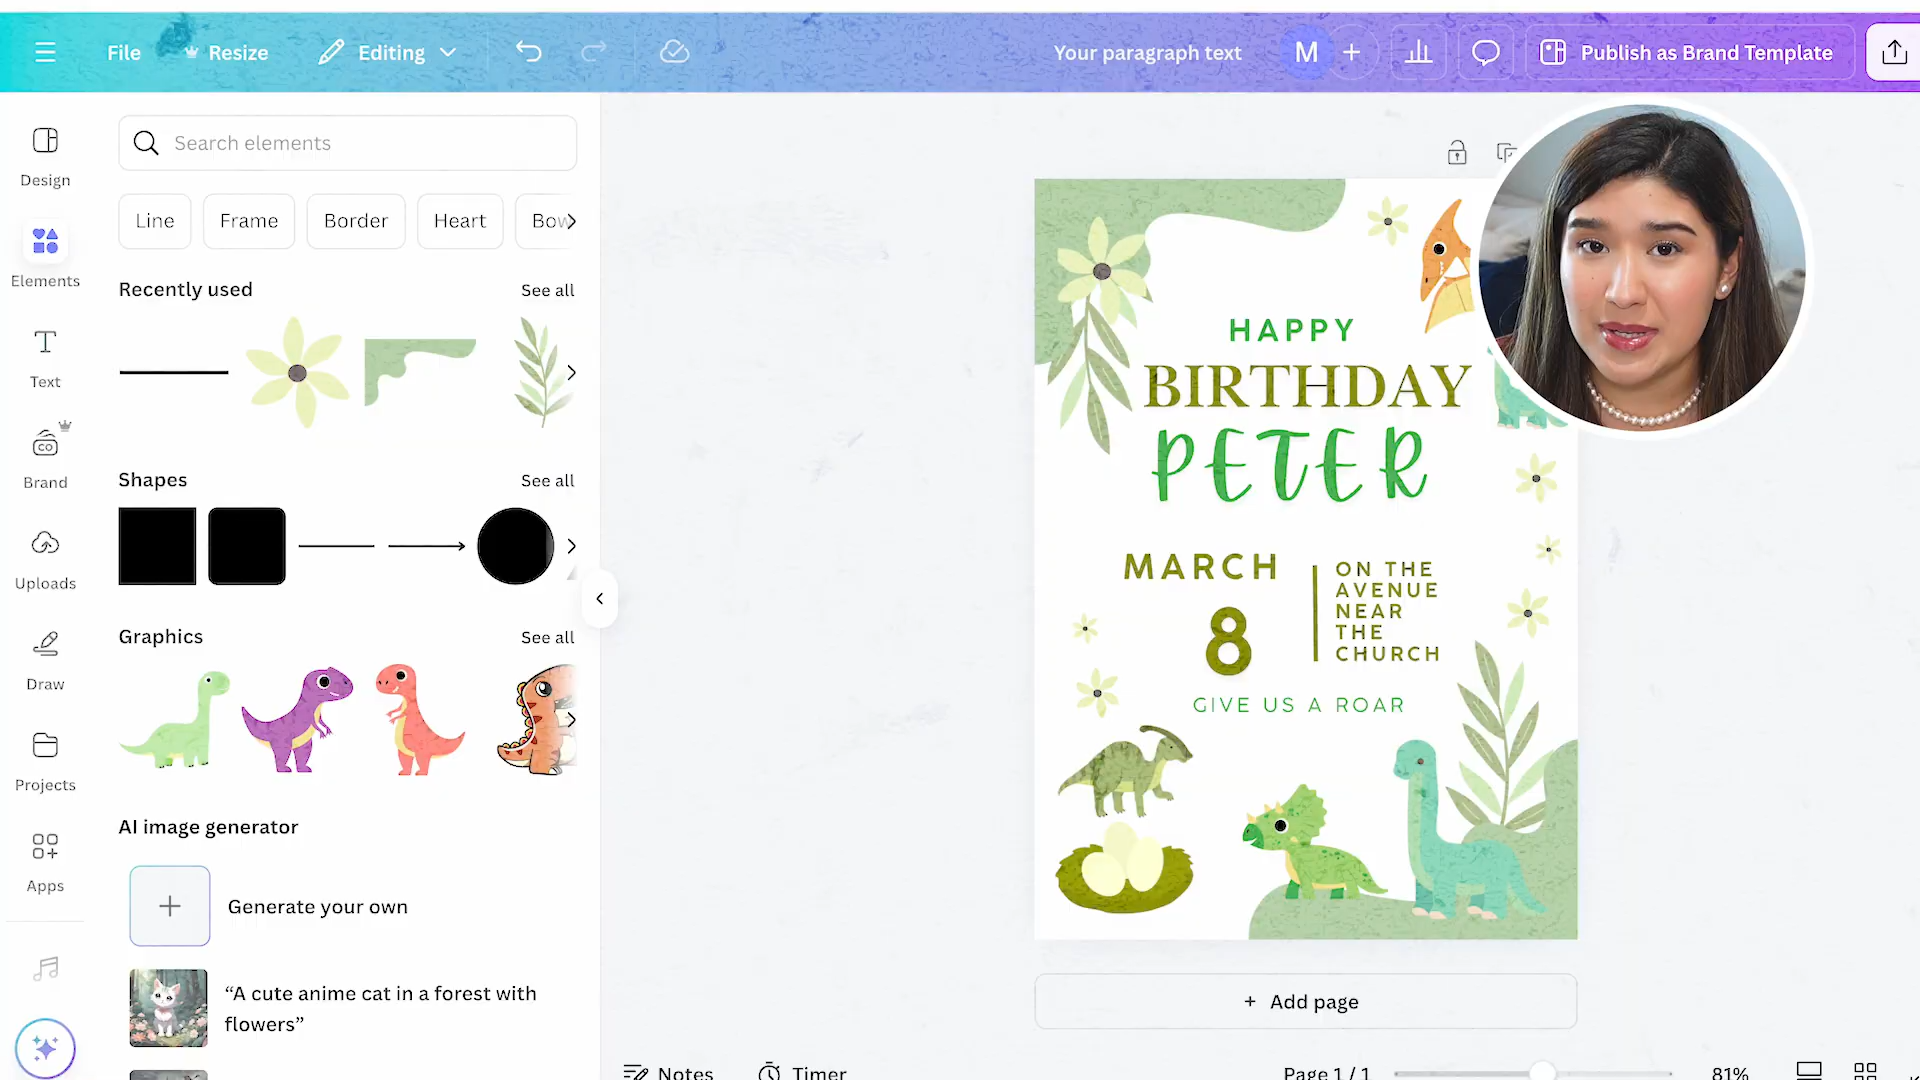 File
Resize
Editing
Your paragraph text
M
Publish as Brand Template
Design
Elements
Text
Brand
CO
Uploads
Draw
Projects
Apps
Search elements
Line
Frame
Border
Heart
Recently used
See all
Shapes
See all
Graphics
See all
AI image generator
Generate your own
“A cute anime cat in a forest with
flowers”
HAPPY
BIRTHDAY
PETER
MARCH
8
ON THE
AVENUE
NEAR
THE
CHURCH
GIVE US A ROAR
+ Add page
Notes
Timer
Page 1 / 1
81%